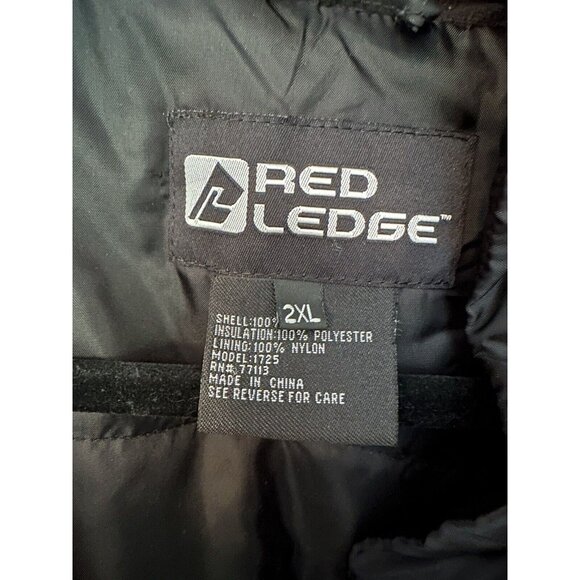 RED
LEDGE™
2XL
SHELL:100%
INSULATION:100% POLYESTER
LINING:100% NYLON
MODEL:1725
RN# 77113
MADE IN CHINA
SEE REVERSE FOR CARE